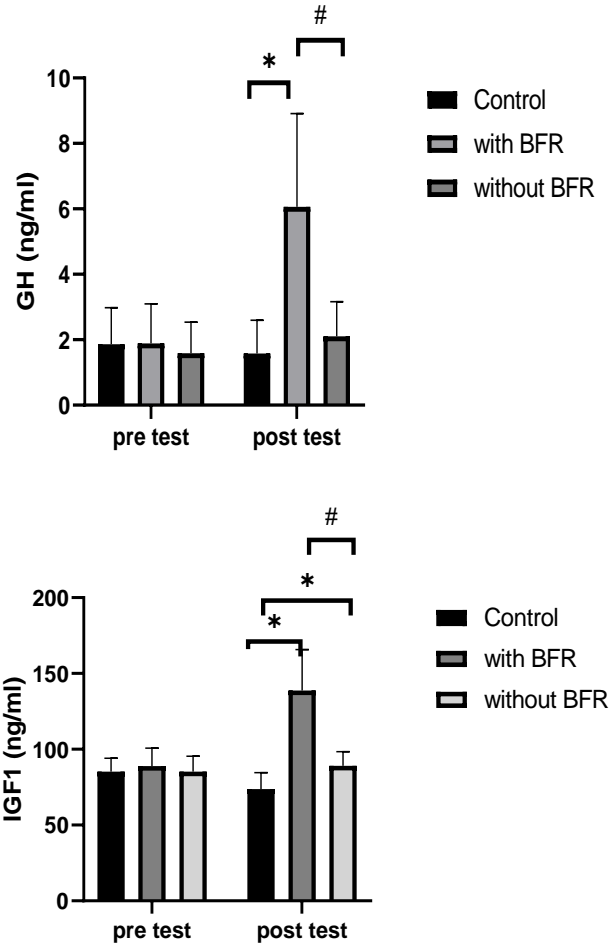 #
*
10
8
6
4
2
0
GH (ng/ml)
pre test
post test
Control
with BFR
without BFR
#
*
*
200
150
100
50
0
IGF1 (ng/ml)
pre test
post test
Control
with BFR
without BFR